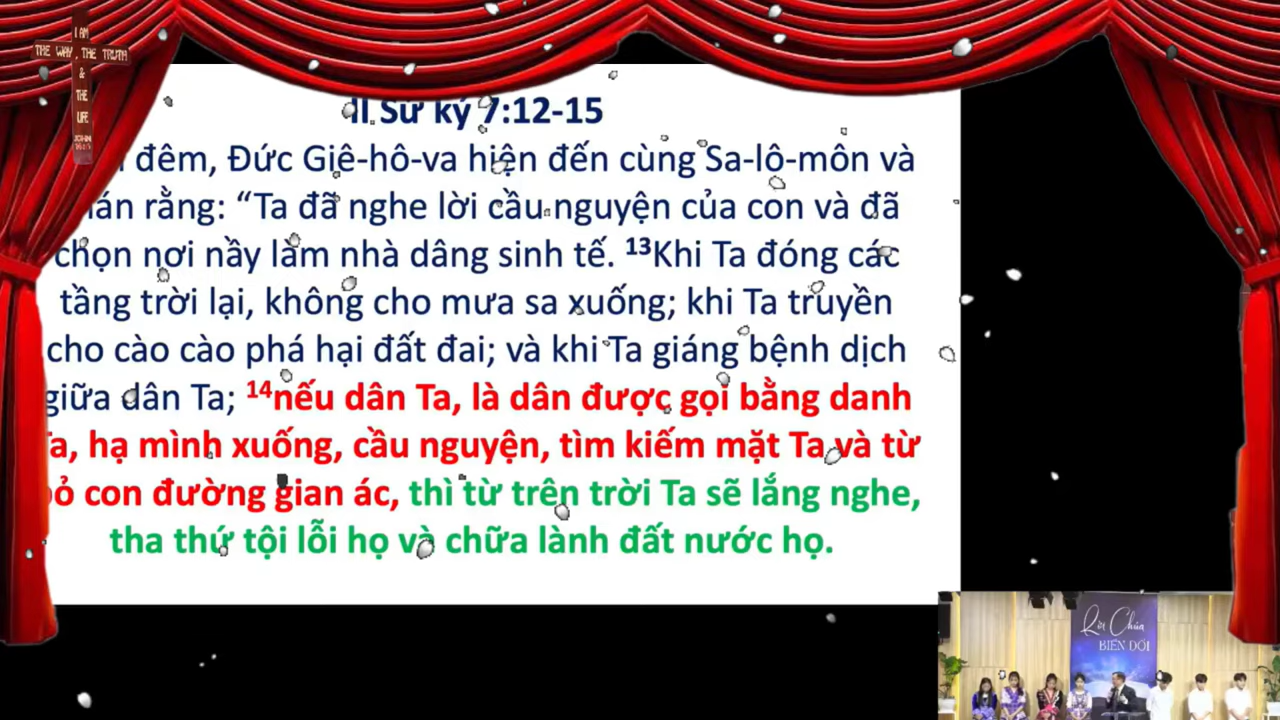 I AM
THE WAY, THE TRUTH
&
THE
LIFE
JOHN
II Sử ký 7:12-15
đêm, Đức Giê-hô-va hiện đến cùng Sa-lô-môn và
rằng: “Ta đã nghe lời cầu nguyện của con và đã
chọn nơi nầy làm nhà dâng sinh tế. ¹³Khi Ta đóng các
tầng trời lại, không cho mưa sa xuống; khi Ta truyền
cho cào cào phá hại đất đai; và khi Ta giáng bệnh dịch
giữa dân Ta; ¹⁴nếu dân Ta, là dân được gọi bằng danh
Ta, hạ mình xuống, cầu nguyện, tìm kiếm mặt Ta và từ
bỏ con đường gian ác, thì từ trên trời Ta sẽ lắng nghe,
tha thứ tội lỗi họ và chữa lành đất nước họ.
Chúa
BIẾN ĐỔI